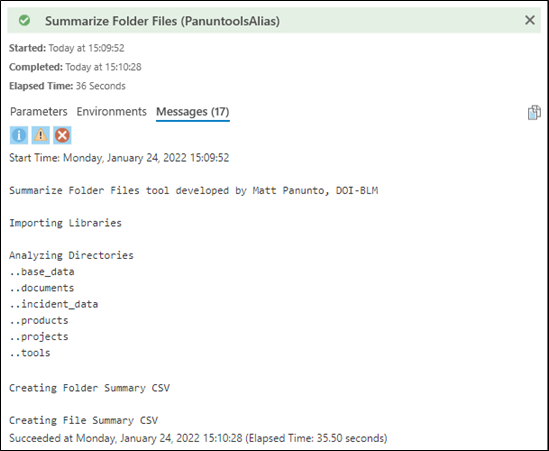 Summarize Folder Files (PanuntoolsAlias)
Started: Today at 15:09:52
Completed: Today at 15:10:28
Elapsed Time: 36 Seconds
Parameters Environments Messages (17)
Start Time: Monday, January 24, 2022 15:09:52
Summarize Folder Files tool developed by Matt Panunto, DOI-BLM
Importing Libraries
Analyzing Directories
..base_data
..documents
..incident_data
..products
..projects
..tools
Creating Folder Summary CSV
Creating File Summary CSV
Succeeded at Monday, January 24, 2022 15:10:28 (Elapsed Time: 35.50 seconds)